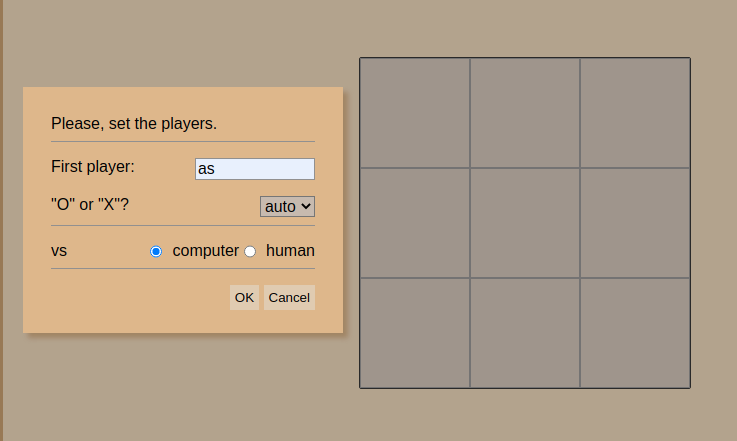 Please, set the players.
First player: as
"O" or "X"? auto
vs computer human
OK Cancel